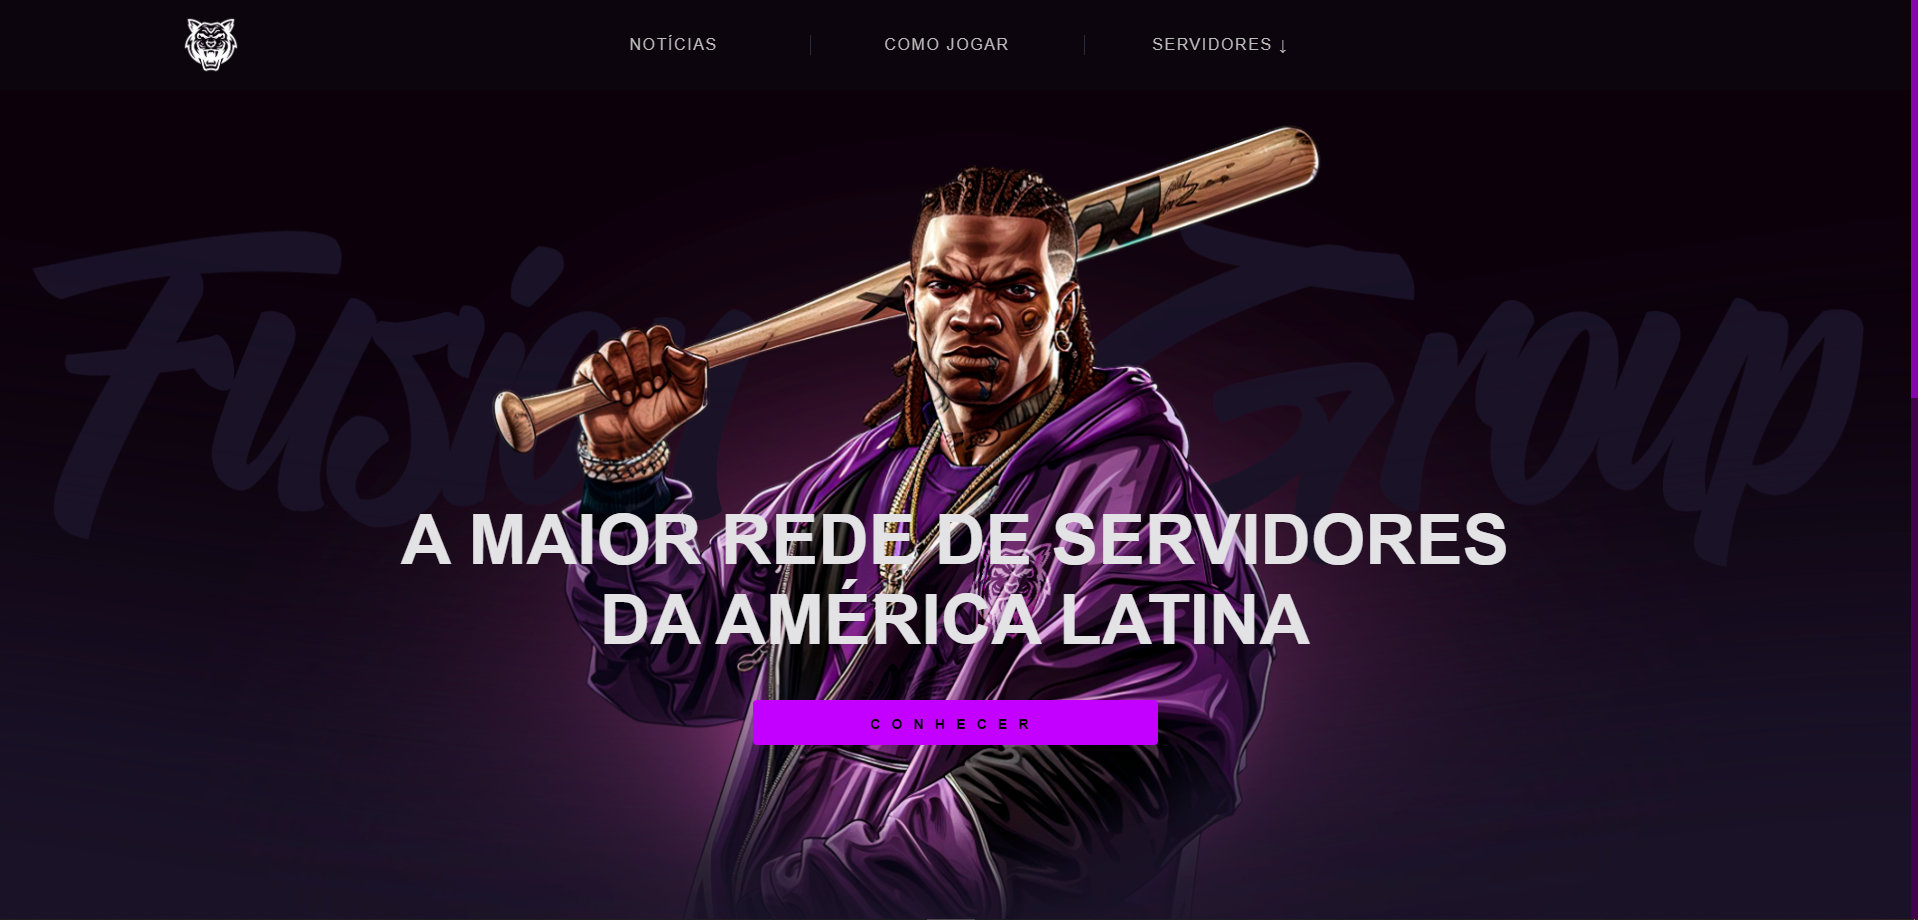 NOTÍCIAS
COMO JOGAR
SERVIDORES ↓
Fusion Group
A MAIOR REDE DE SERVIDORES
DA AMÉRICA LATINA
CONHECER